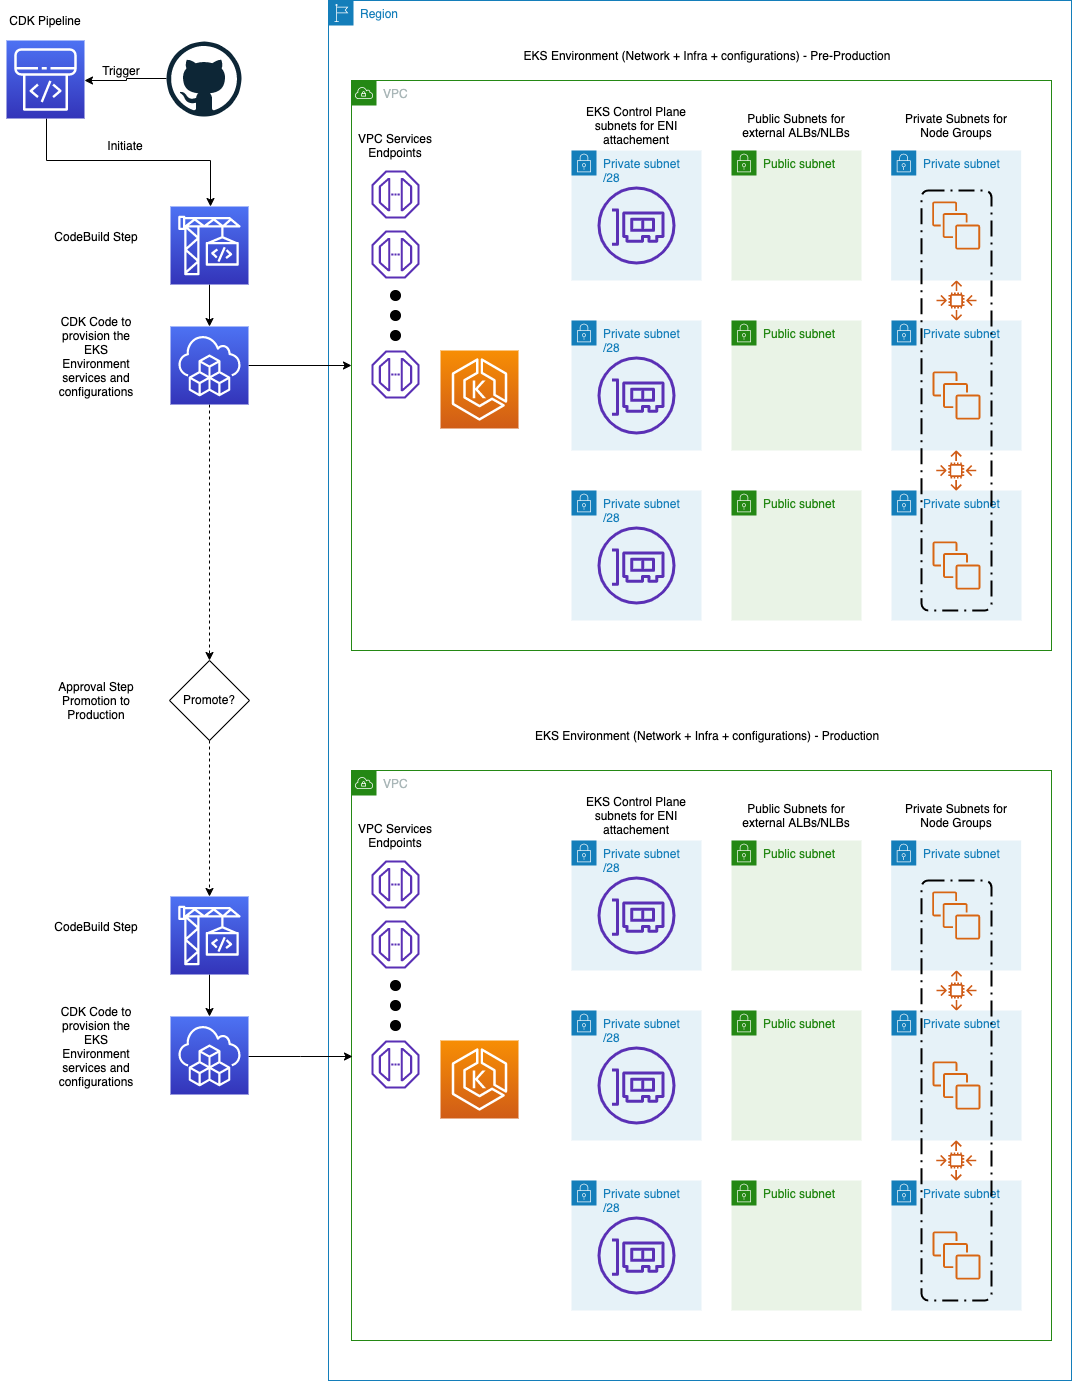 CDK Pipeline
Trigger
Initiate
CodeBuild Step
CDK Code to
provision the
EKS
Environment
services and
configurations
Approval Step
Promotion to
Production
Promote?
CodeBuild Step
CDK Code to
provision the
EKS
Environment
services and
configurations
Region
EKS Environment (Network + Infra + configurations) - Pre-Production
VPC
VPC Services
Endpoints
K
EKS Control Plane
subnets for ENI
attachement
Private subnet
/28
Private subnet
/28
Private subnet
/28
Public Subnets for
external ALBs/NLBs
Public subnet
Public subnet
Public subnet
Private Subnets for
Node Groups
Private subnet
Private subnet
Private subnet
EKS Environment (Network + Infra + configurations) - Production
VPC
VPC Services
Endpoints
K
EKS Control Plane
subnets for ENI
attachement
Private subnet
/28
Private subnet
/28
Private subnet
/28
Public Subnets for
external ALBs/NLBs
Public subnet
Public subnet
Public subnet
Private Subnets for
Node Groups
Private subnet
Private subnet
Private subnet